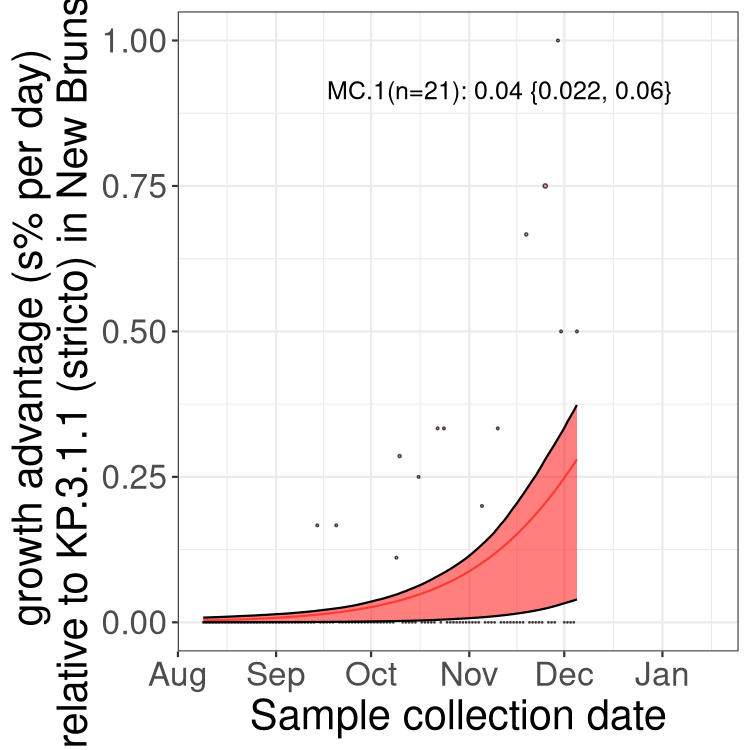 growth advantage (s% per day)
relative to KP.3.1.1 (stricto) in New Bruns
1.00
0.75
0.50
0.25
0.00
MC.1(n=21): 0.04 {0.022, 0.06}
Aug Sep Oct Nov Dec Jan
Sample collection date